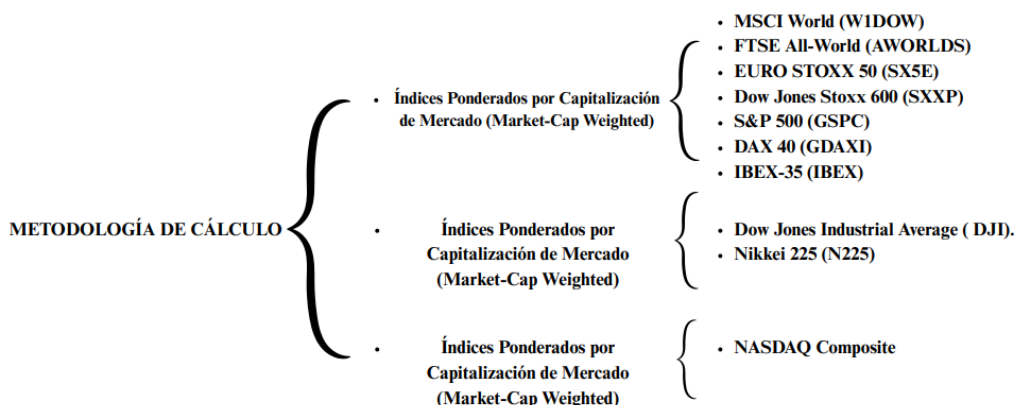 METODOLOGÍA DE CÁLCULO
• Índices Ponderados por Capitalización
de Mercado (Market-Cap Weighted)
• MSCI World (W1DOW)
• FTSE All-World (AWORLDS)
• EURO STOXX 50 (SX5E)
• Dow Jones Stoxx 600 (SXXP)
• S&P 500 (GSPC)
• DAX 40 (GDAXI)
• IBEX-35 (IBEX)
• Índices Ponderados por
Capitalización de Mercado
(Market-Cap Weighted)
• Dow Jones Industrial Average ( DJI).
• Nikkei 225 (N225)
• Índices Ponderados por
Capitalización de Mercado
(Market-Cap Weighted)
• NASDAQ Composite